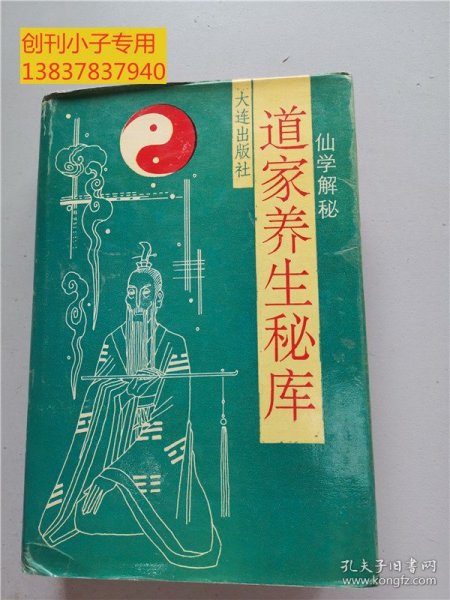 创刊小子专用
13837837940
仙学解秘
道家养生秘库
大连出版社
孔夫子旧书网
www.kongfz.com